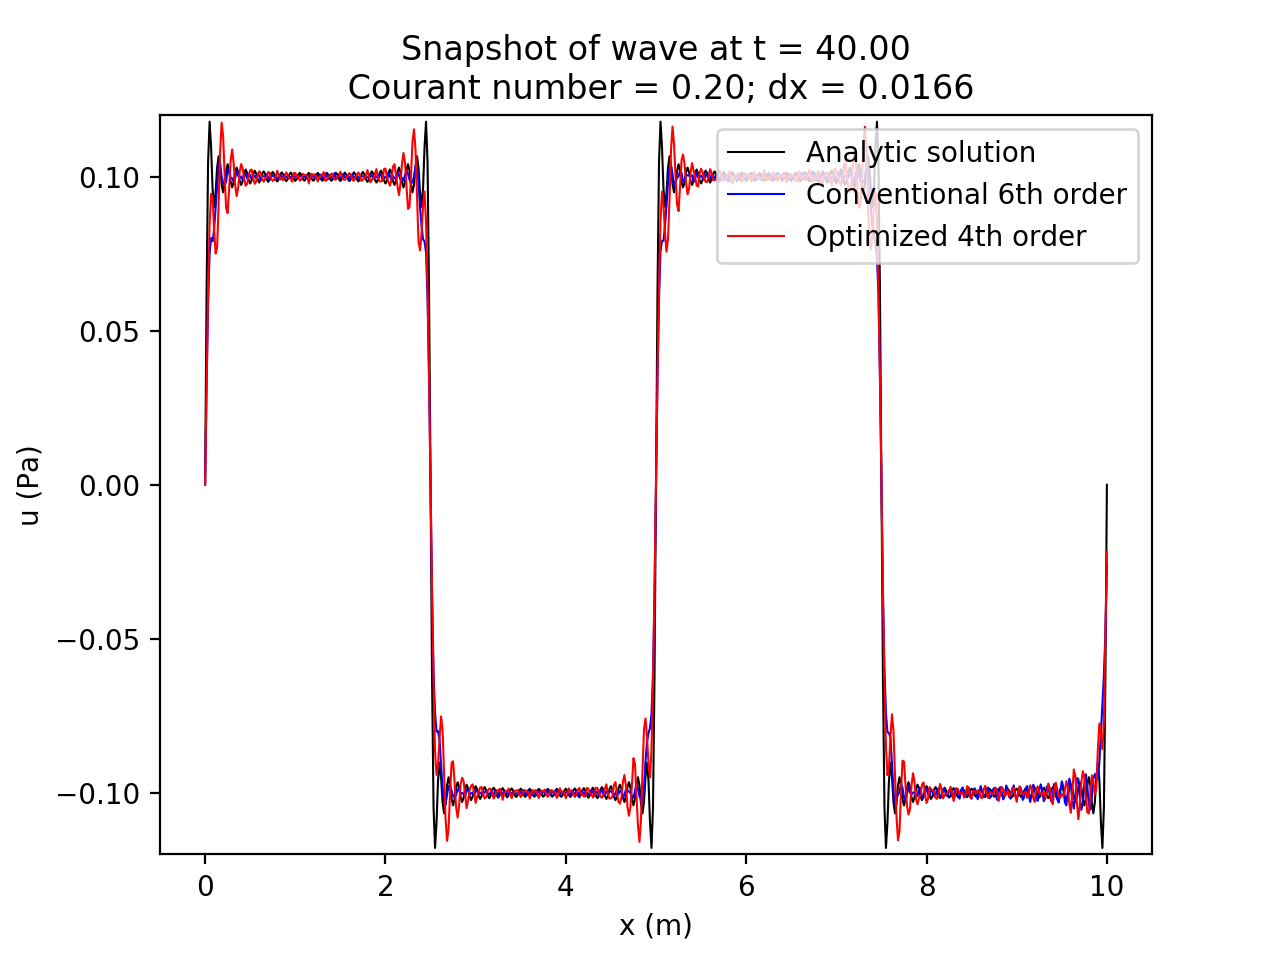 Snapshot of wave at t = 40.00
Courant number = 0.20; dx = 0.0166
Analytic solution
Conventional 6th order
Optimized 4th order
0.10
0.05
0.00
−0.05
−0.10
u (Pa)
0 2 4 6 8 10
x (m)